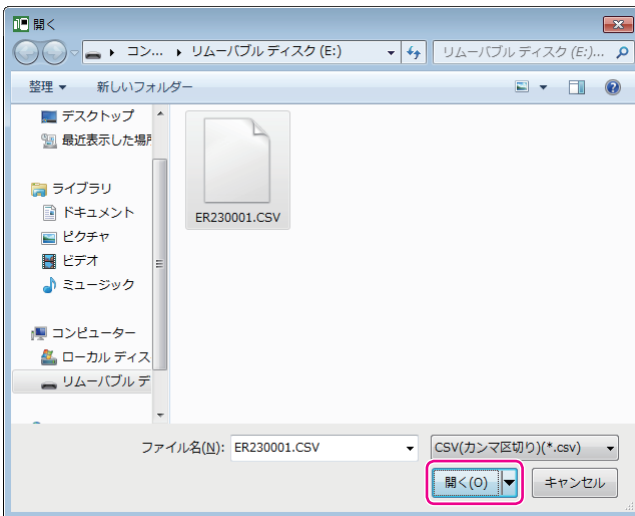 開く
コン... リムーバブル ディスク (E:) リムーバブル ディスク (E:)...
整理 新しいフォルダー
デスクトップ
最近表示した場所
ライブラリ
ドキュメント
ピクチャ
ビデオ
ミュージック
コンピューター
ローカル ディス
リムーバブル デ
ER230001.CSV
ファイル名(N): ER230001.CSV CSV(カンマ区切り)(*.csv)
開く(O) キャンセル